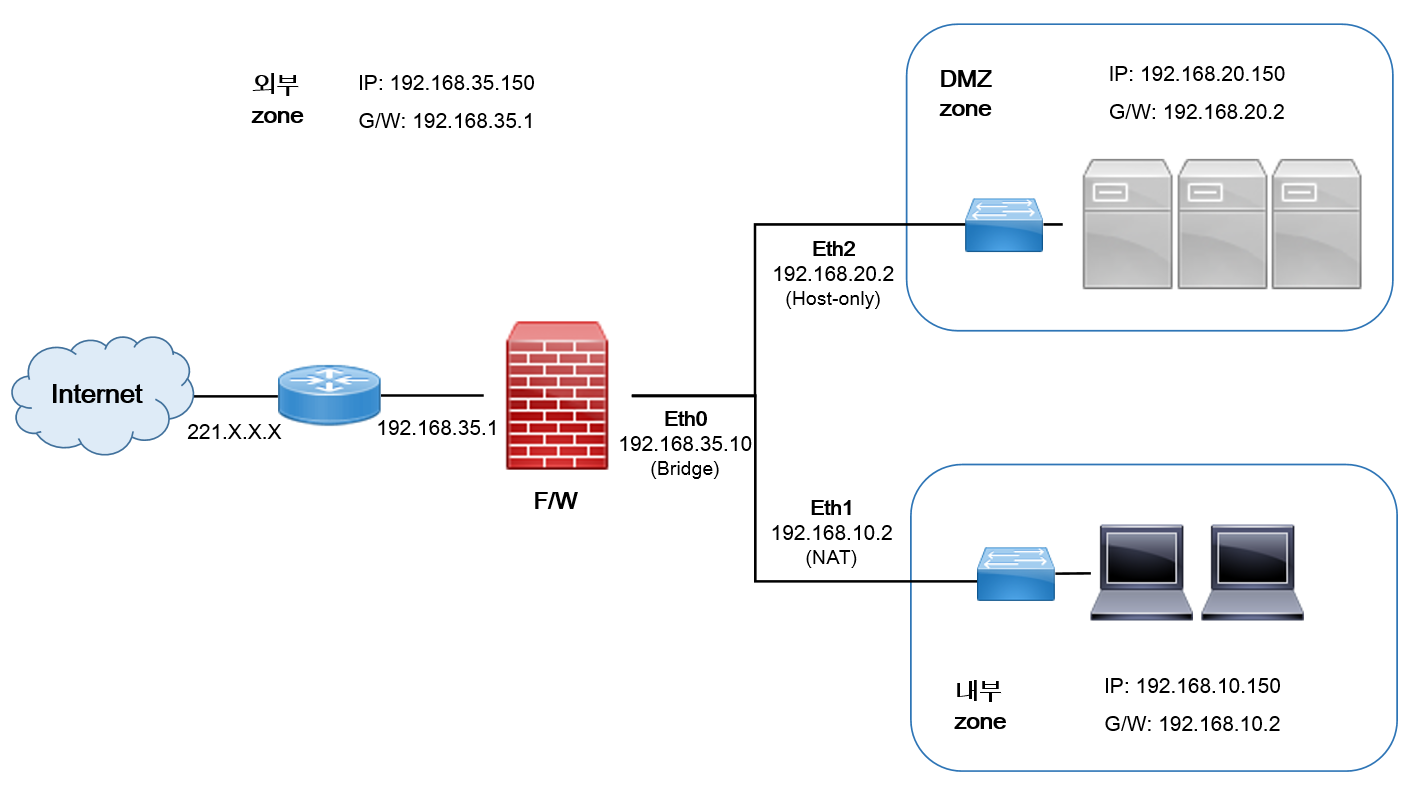 외부
zone
IP: 192.168.35.150
G/W: 192.168.35.1
DMZ
zone
IP: 192.168.20.150
G/W: 192.168.20.2
Eth2
192.168.20.2
(Host-only)
Internet
221.X.X.X
192.168.35.1
F/W
Eth0
192.168.35.10
(Bridge)
Eth1
192.168.10.2
(NAT)
내부
zone
IP: 192.168.10.150
G/W: 192.168.10.2